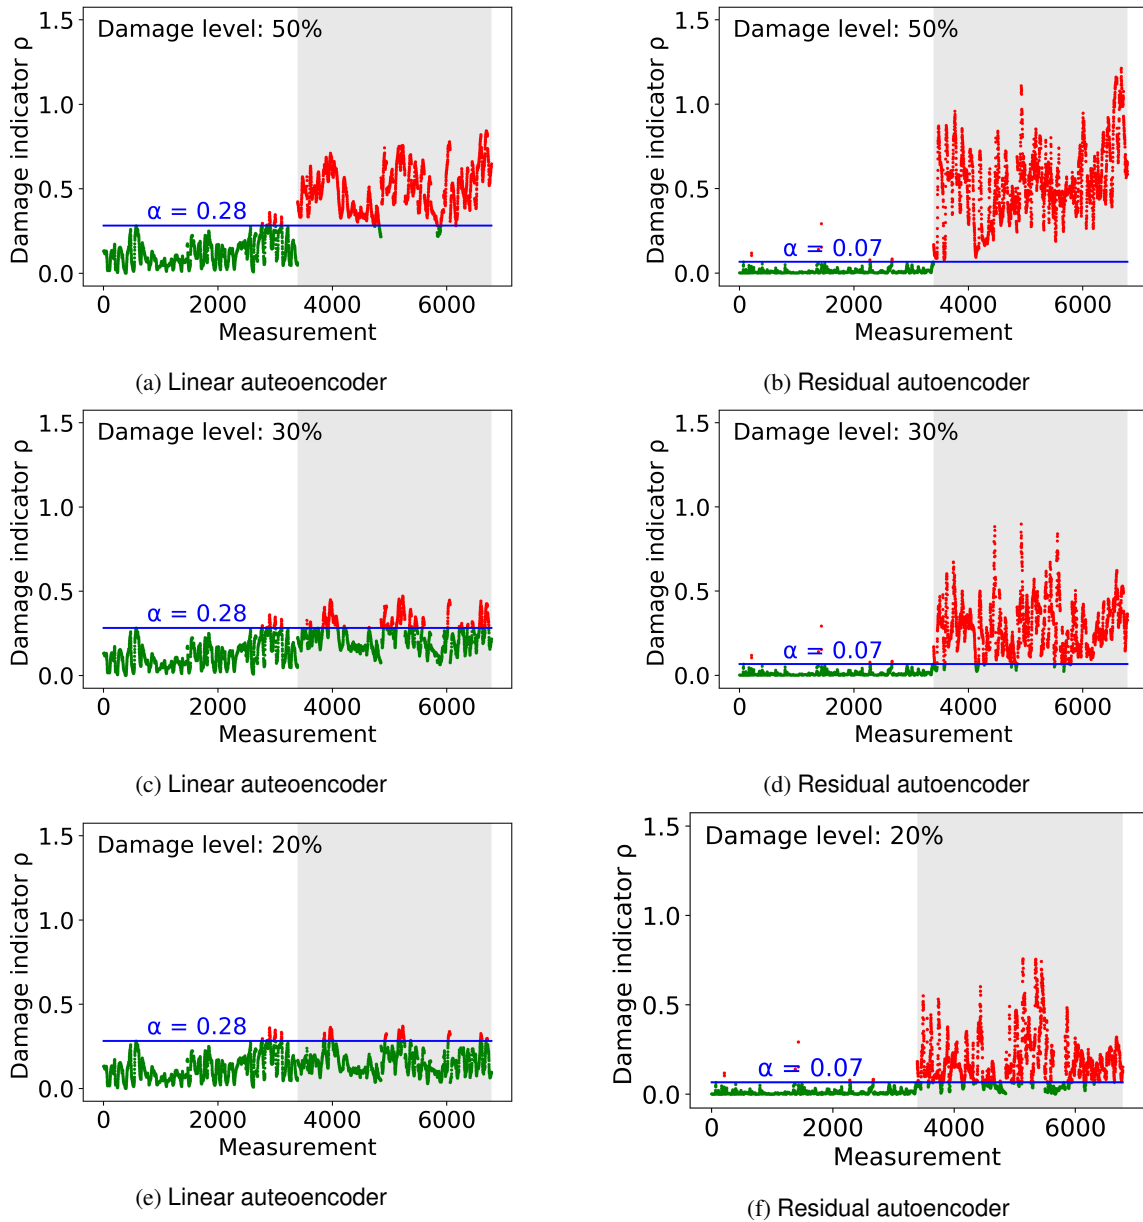 Damage level: 50%
Damage indicator ρ
1.5
1.0
0.5
0.0
α = 0.28
0 2000 4000 6000
Measurement
(a) Linear auteoencoder
Damage level: 50%
Damage indicator ρ
1.5
1.0
0.5
0.0
α = 0.07
0 2000 4000 6000
Measurement
(b) Residual autoencoder
Damage level: 30%
Damage indicator ρ
1.5
1.0
0.5
0.0
α = 0.28
0 2000 4000 6000
Measurement
(c) Linear auteoencoder
Damage level: 30%
Damage indicator ρ
1.5
1.0
0.5
0.0
α = 0.07
0 2000 4000 6000
Measurement
(d) Residual autoencoder
Damage level: 20%
Damage indicator ρ
1.5
1.0
0.5
0.0
α = 0.28
0 2000 4000 6000
Measurement
(e) Linear auteoencoder
Damage level: 20%
Damage indicator ρ
1.5
1.0
0.5
0.0
α = 0.07
0 2000 4000 6000
Measurement
(f) Residual autoencoder